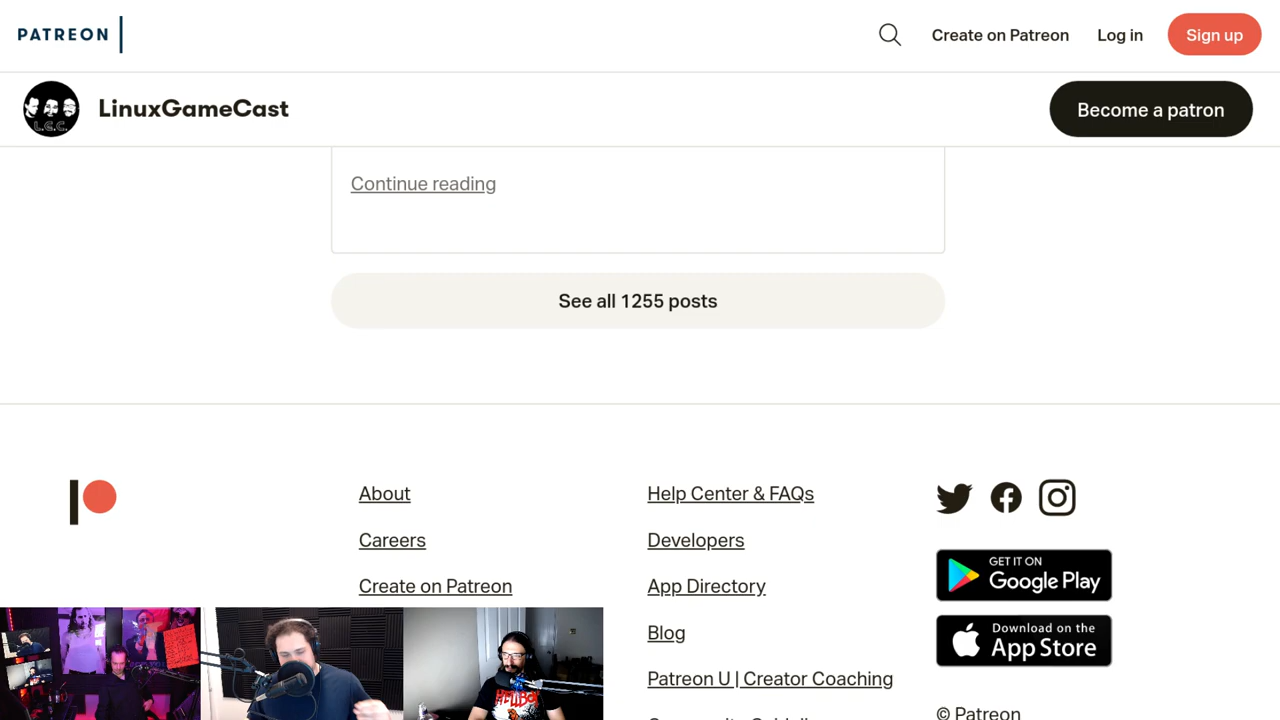 PATREON
Create on Patreon
Log in
Sign up
L.G.C.
LinuxGameCast
Become a patron
Continue reading
See all 1255 posts
About
Careers
Create on Patreon
Help Center & FAQs
Developers
App Directory
Blog
Patreon U | Creator Coaching
GET IT ON
Google Play
Download on the
App Store
© Patreon
HELLBOY